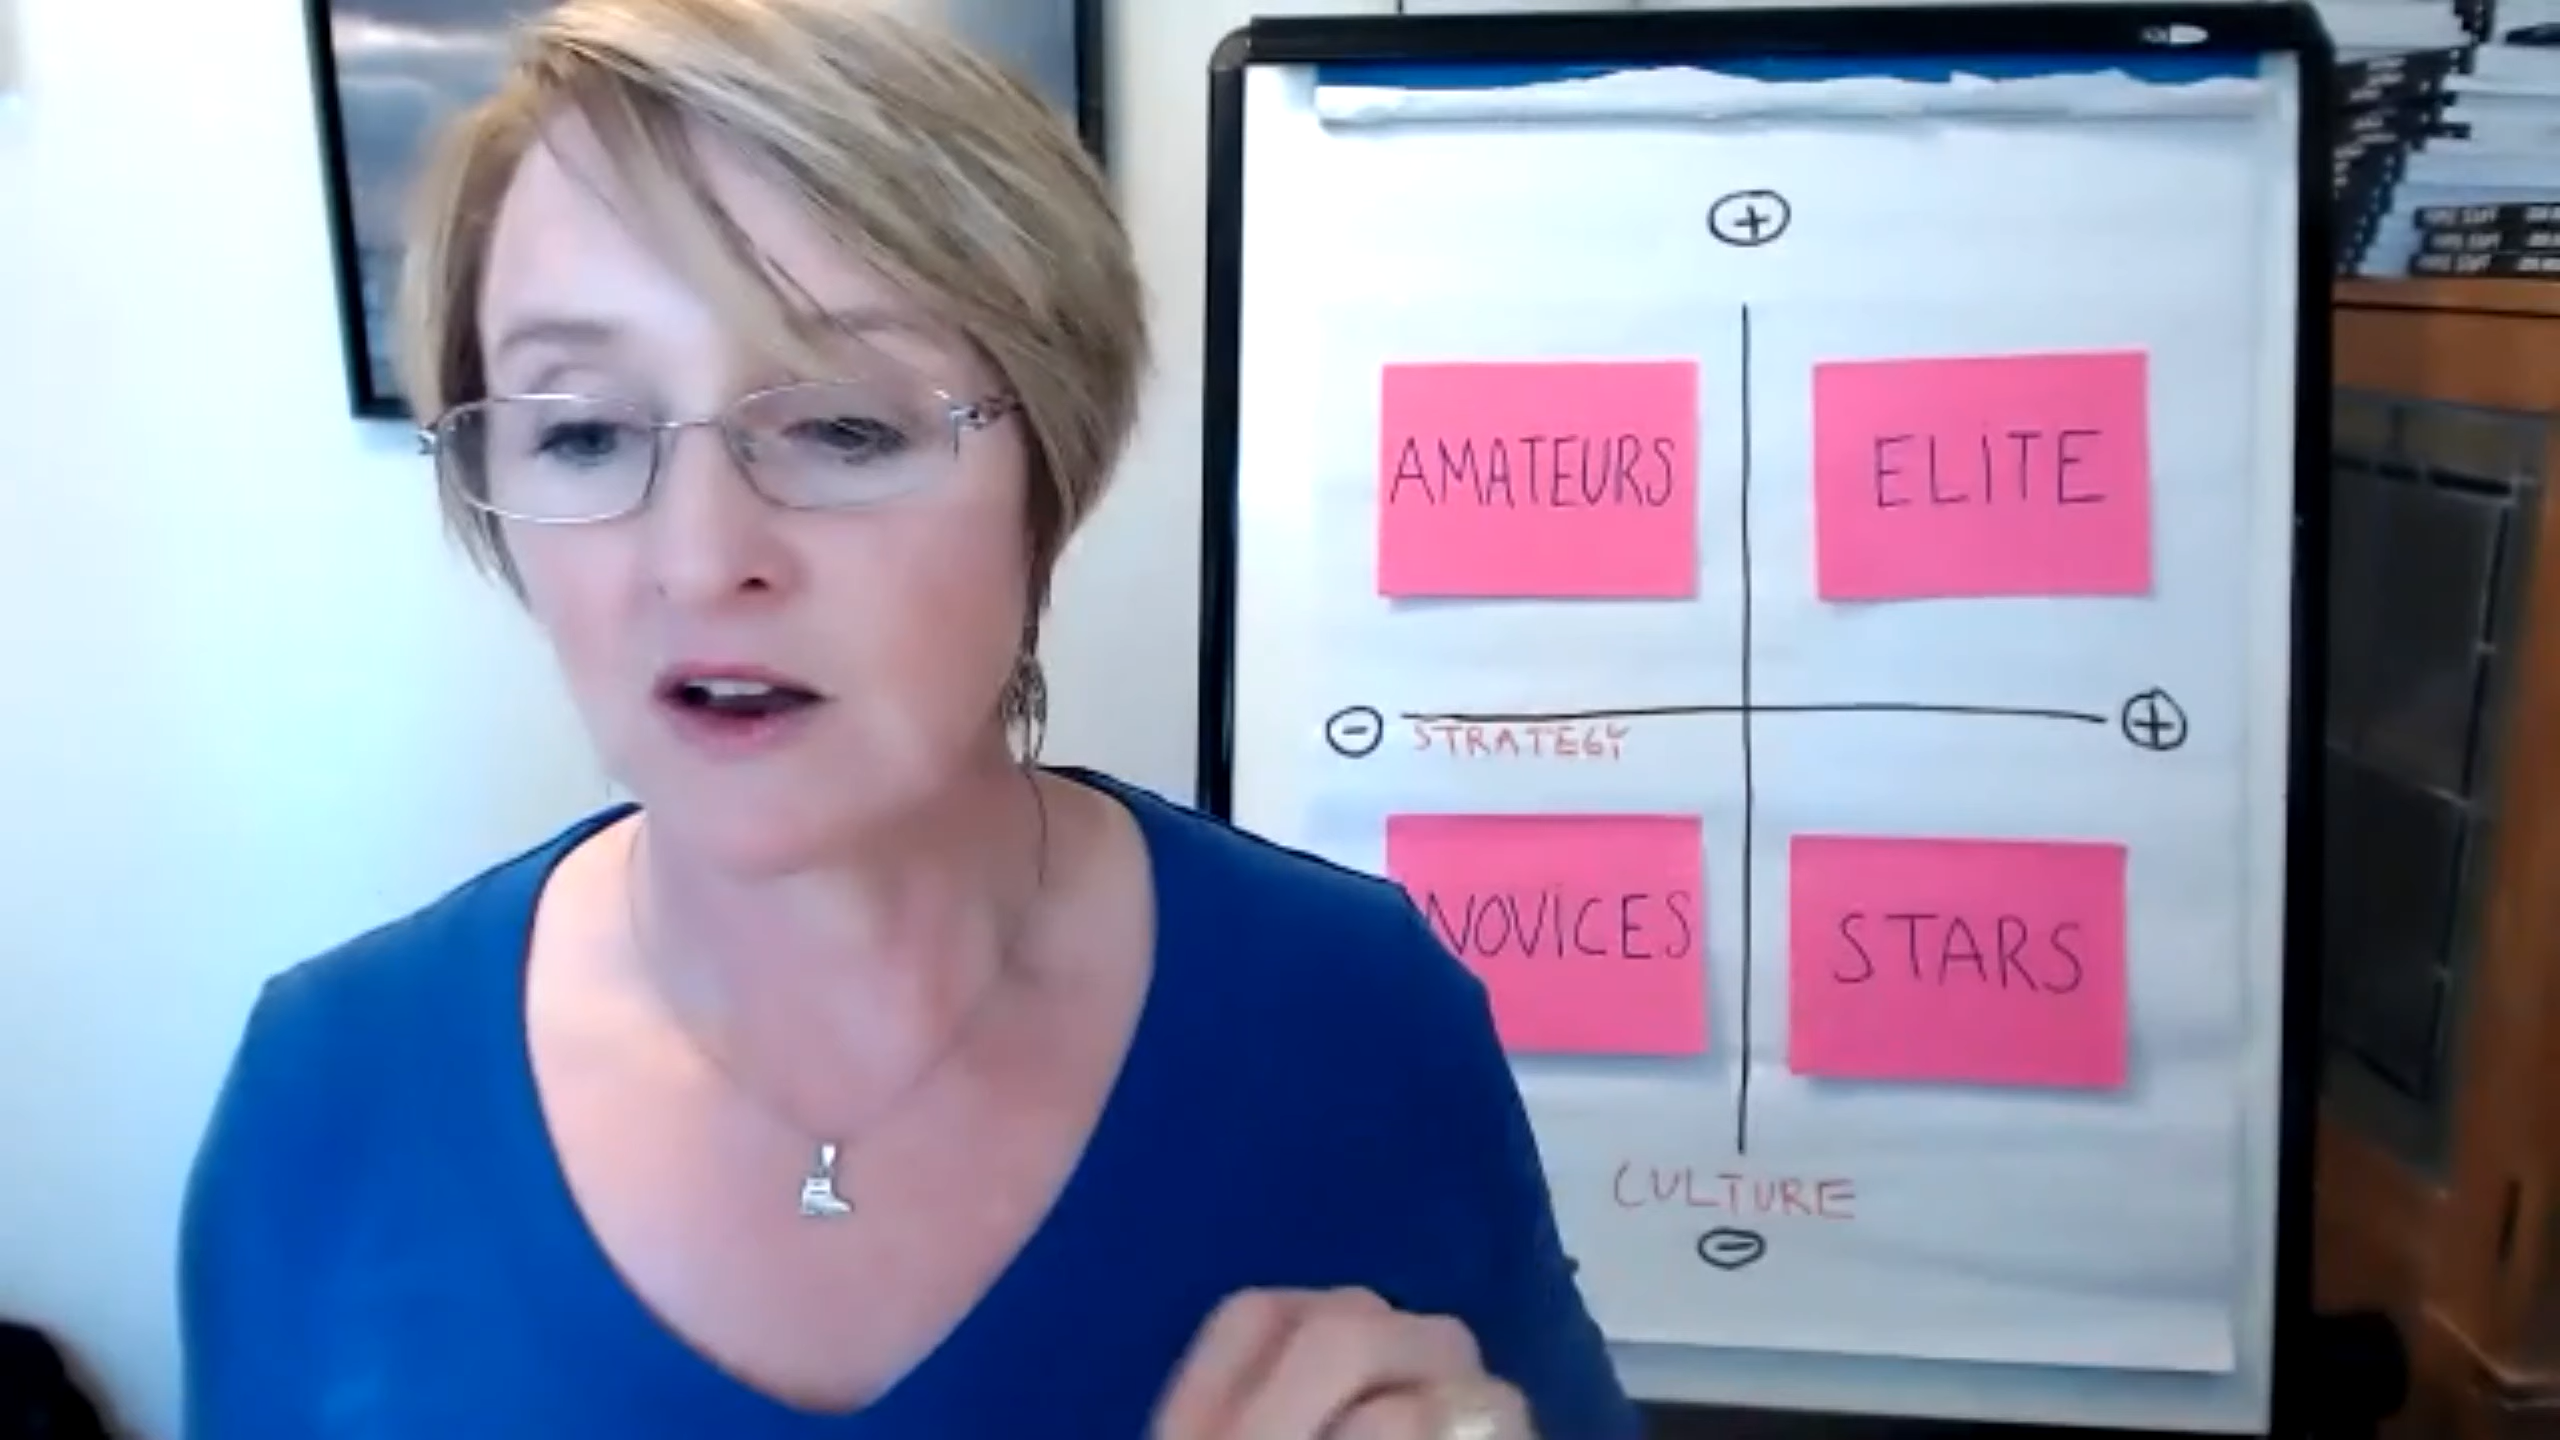 +
AMATEURS
ELITE
- STRATEGY +
NOVICES
STARS
CULTURE
-